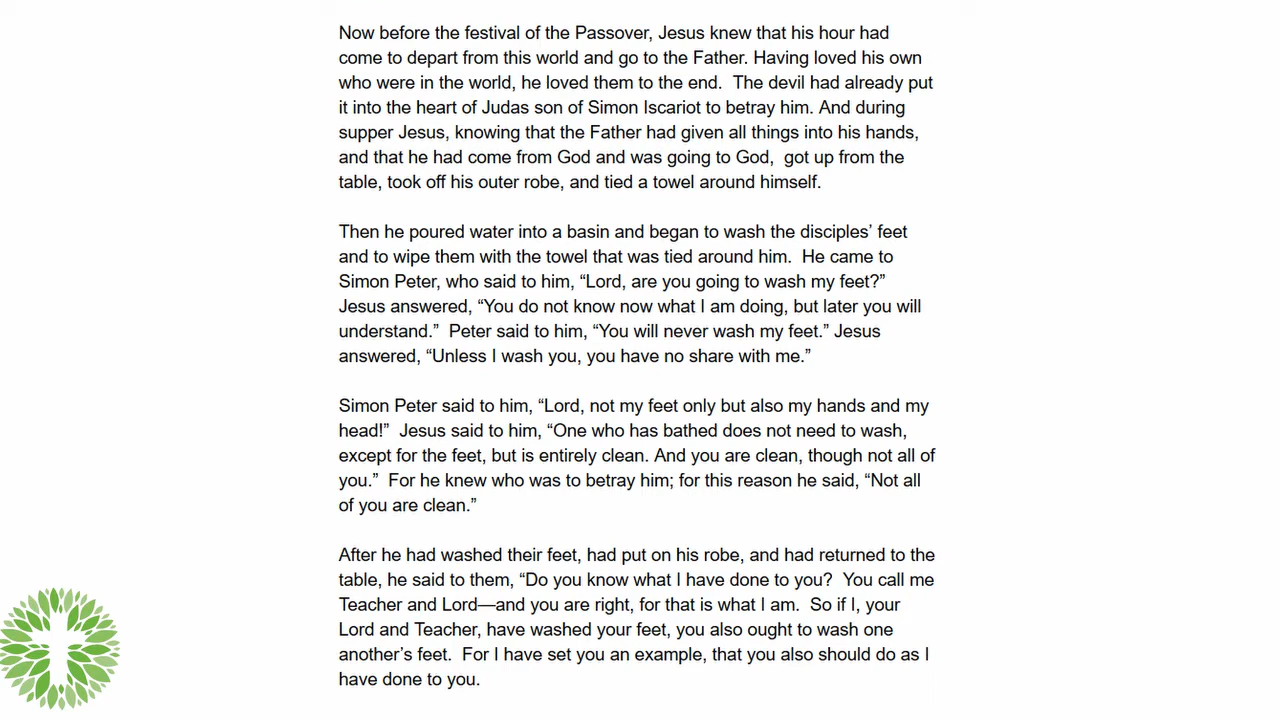 Now before the festival of the Passover, Jesus knew that his hour had
come to depart from this world and go to the Father. Having loved his own
who were in the world, he loved them to the end.  The devil had already put
it into the heart of Judas son of Simon Iscariot to betray him. And during
supper Jesus, knowing that the Father had given all things into his hands,
and that he had come from God and was going to God,  got up from the
table, took off his outer robe, and tied a towel around himself.

Then he poured water into a basin and began to wash the disciples’ feet
and to wipe them with the towel that was tied around him.  He came to
Simon Peter, who said to him, “Lord, are you going to wash my feet?”
Jesus answered, “You do not know now what I am doing, but later you will
understand.”  Peter said to him, “You will never wash my feet.” Jesus
answered, “Unless I wash you, you have no share with me.”

Simon Peter said to him, “Lord, not my feet only but also my hands and my
head!”  Jesus said to him, “One who has bathed does not need to wash,
except for the feet, but is entirely clean. And you are clean, though not all of
you.”  For he knew who was to betray him; for this reason he said, “Not all
of you are clean.”

After he had washed their feet, had put on his robe, and had returned to the
table, he said to them, “Do you know what I have done to you?  You call me
Teacher and Lord—and you are right, for that is what I am.  So if I, your
Lord and Teacher, have washed your feet, you also ought to wash one
another’s feet.  For I have set you an example, that you also should do as I
have done to you.